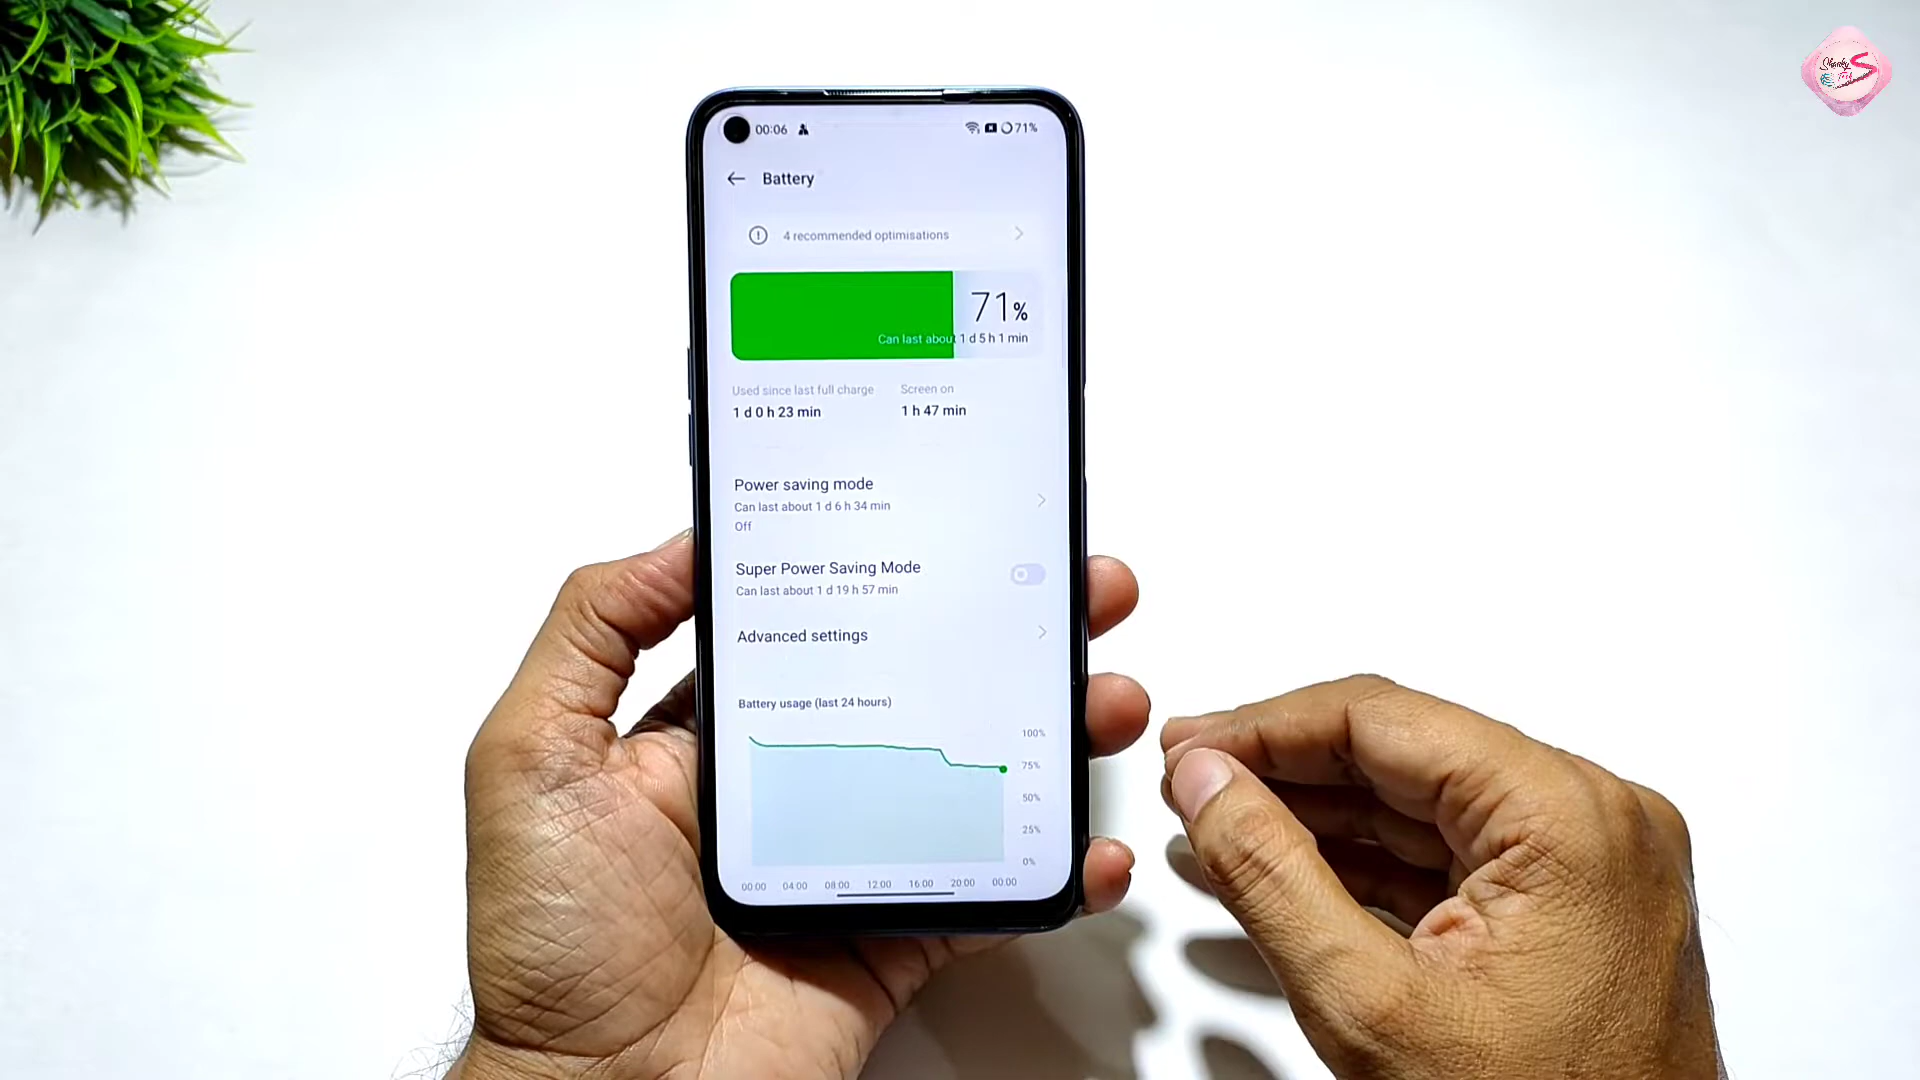 Shanky
Tech
00:06
71%
Battery
4 recommended optimisations
71%
Can last about 1 d 5 h 1 min
Used since last full charge
1 d 0 h 23 min
Screen on
1 h 47 min
Power saving mode
Can last about 1 d 6 h 34 min
Off
Super Power Saving Mode
Can last about 1 d 19 h 57 min
Advanced settings
Battery usage (last 24 hours)
100%
75%
50%
25%
0%
00:00 04:00 08:00 12:00 16:00 20:00 00:00